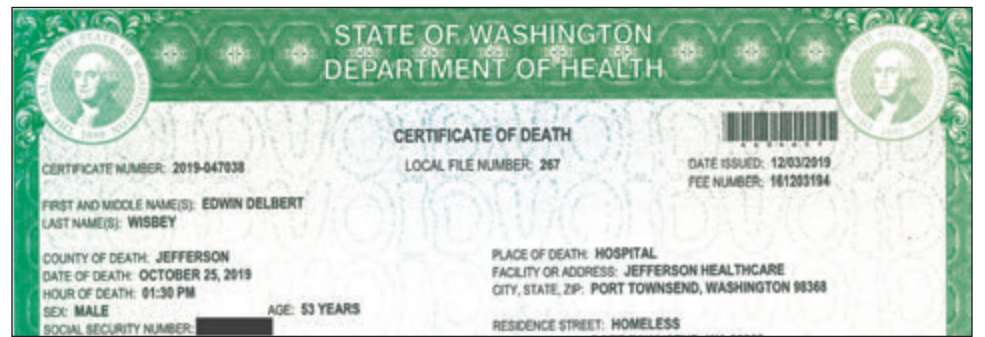 STATE OF WASHINGTON
DEPARTMENT OF HEALTH
CERTIFICATE OF DEATH
CERTIFICATE NUMBER: 2019-047038
LOCAL FILE NUMBER: 267
DATE ISSUED: 12/03/2019
FEE NUMBER: 161203194
FIRST AND MIDDLE NAME(S): EDWIN DELBERT
LAST NAME(S): WISBEY
COUNTY OF DEATH: JEFFERSON
DATE OF DEATH: OCTOBER 25, 2019
HOUR OF DEATH: 01:30 PM
SEX: MALE
AGE: 53 YEARS
SOCIAL SECURITY NUMBER:
PLACE OF DEATH: HOSPITAL
FACILITY OR ADDRESS: JEFFERSON HEALTHCARE
CITY, STATE, ZIP: PORT TOWNSEND, WASHINGTON 98368
RESIDENCE STREET: HOMELESS